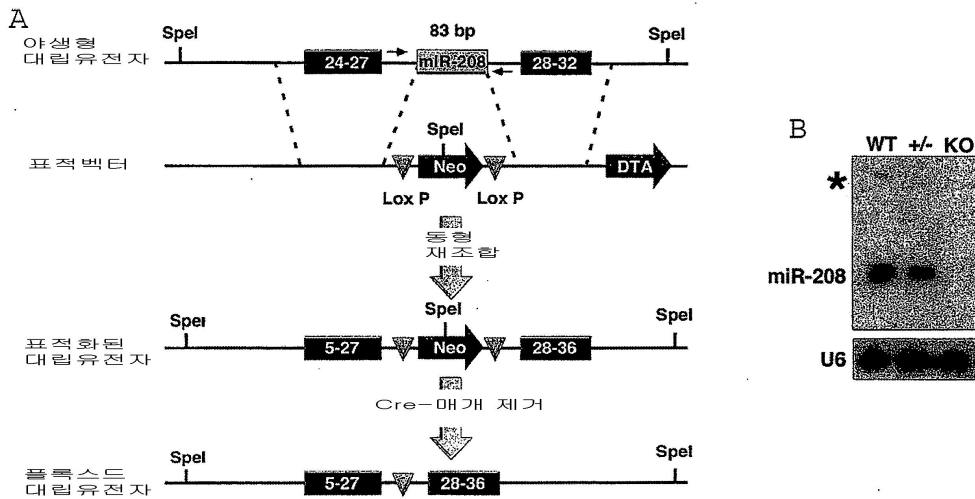 A
야생형
대립유전자
SpeI
83 bp
SpeI
24-27
miR-208
28-32
표적벡터
SpeI
Neo
DTA
Lox P
Lox P
동형
재조합
표적화된
대립유전자
SpeI
SpeI
SpeI
5-27
Neo
28-36
Cre-매개 제거
플록스드
대립유전자
SpeI
SpeI
5-27
28-36
B
WT +/- KO
*
miR-208
U6